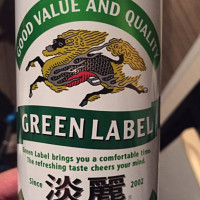 GOOD VALUE AND QUALITY
GREEN LABEL
Green Label brings you a comfortable time.
The refreshing taste cheers your mind.
Since 2002
淡麗